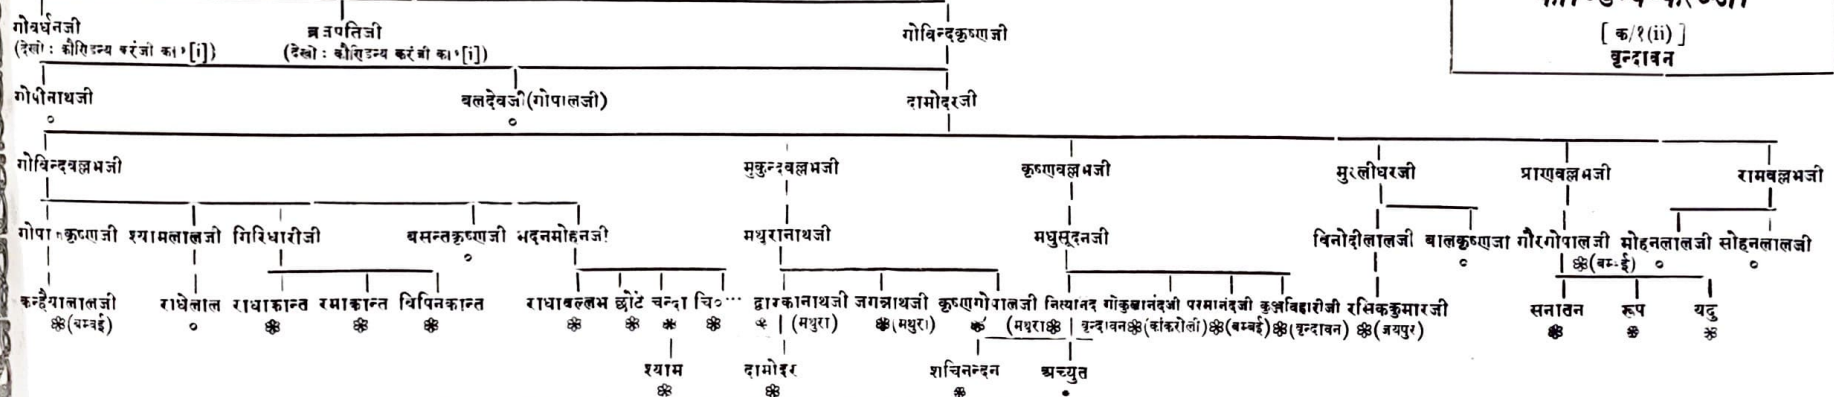 [ क/१(ii) ]
वृन्दावन
गोवर्धनजी ब्रजपतिजी गोविन्दकृष्णजी
(देखो: कौण्डिन्य करंजी का१[i]) (देखो: कौण्डिन्य करंजी का१[i])
गोपीनाथजी बलदेवजी(गोपालजी) दामोदरजी
गोविन्दवल्लभजी मुकुन्दवल्लभजी कृष्णवल्लभजी मुरलीधरजी प्राणवल्लभजी रामवल्लभजी
गोपालकृष्णजी श्यामलालजी गिरिधारीजी बसन्तकृष्णजी मदनमोहनजी मथुरानाथजी मधुसूदनजी विनोदीलालजी बालकृष्णजी गौरगोपालजी मोहनलालजी सोहनलालजी
(बम्बई)
कन्हैयालालजी राधेलाल राधाकान्त रमाकान्त विपिनकान्त राधाबल्लभ छोटे चन्दा चि०··· द्वारकानाथजी जगन्नाथजी कृष्णगोपालजी नित्यानंद गोकुलानंदजी परमानंदजी कुञ्जबिहारीजी रसिककुमारजी सनातन रूप यदु
(बम्बई) (मथुरा) (मथुरा) (मथुरा वृन्दावन (कांकरोली) (बम्बई) (वृन्दावन) (जयपुर)
श्याम दामोदर शचिनन्दन अच्युत